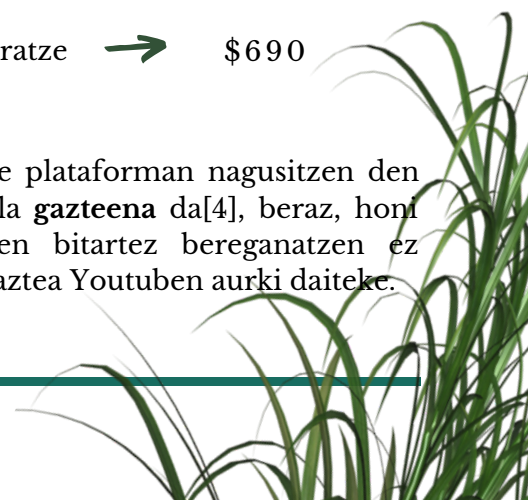 ratze $690
e plataforman nagusitzen den
la gazteena da[4], beraz, honi
en bitartez bereganatzen ez
aztea Youtuben aurki daiteke.